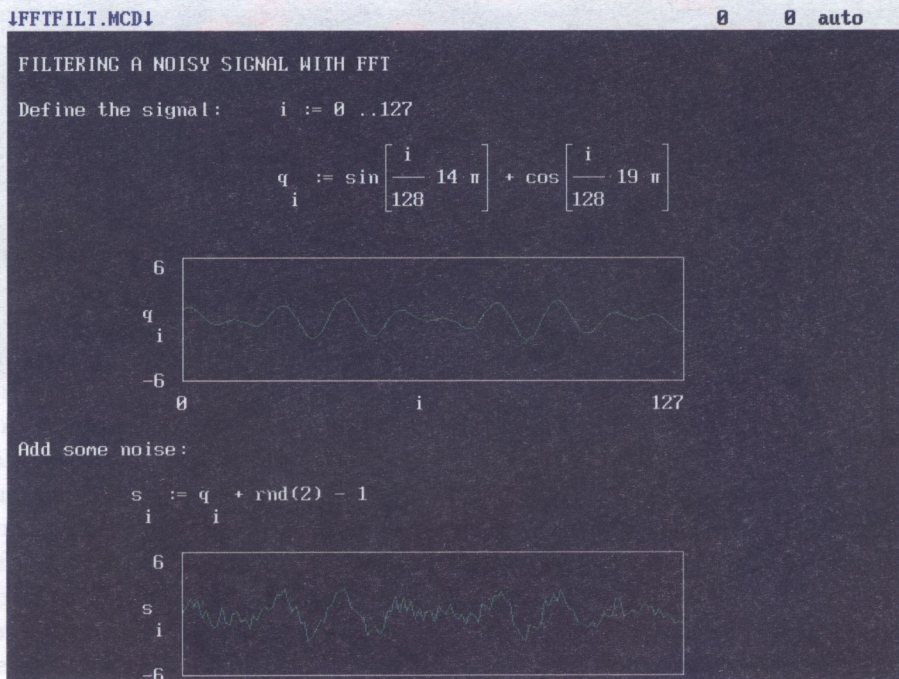 ↓FFTFILT.MCD↓ 0 0 auto
FILTERING A NOISY SIGNAL WITH FFT
Define the signal: i := 0 ..127
q i := sin[i/128 · 14 π] + cos[i/128 · 19 π]
6
q i
-6
0 i 127
Add some noise:
s i := q i + rnd(2) - 1
6
s i
-6